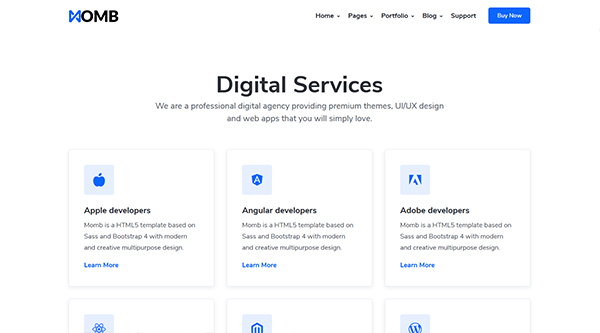 MOMB Home Pages Portfolio Blog Support Buy Now
Digital Services
We are a professional digital agency providing premium themes, UI/UX design
and web apps that you will simply love.
Apple developers
Momb is a HTML5 template based on
Sass and Bootstrap 4 with modern
and creative multipurpose design.
Learn More
Angular developers
Momb is a HTML5 template based on
Sass and Bootstrap 4 with modern
and creative multipurpose design.
Learn More
Adobe developers
Momb is a HTML5 template based on
Sass and Bootstrap 4 with modern
and creative multipurpose design.
Learn More